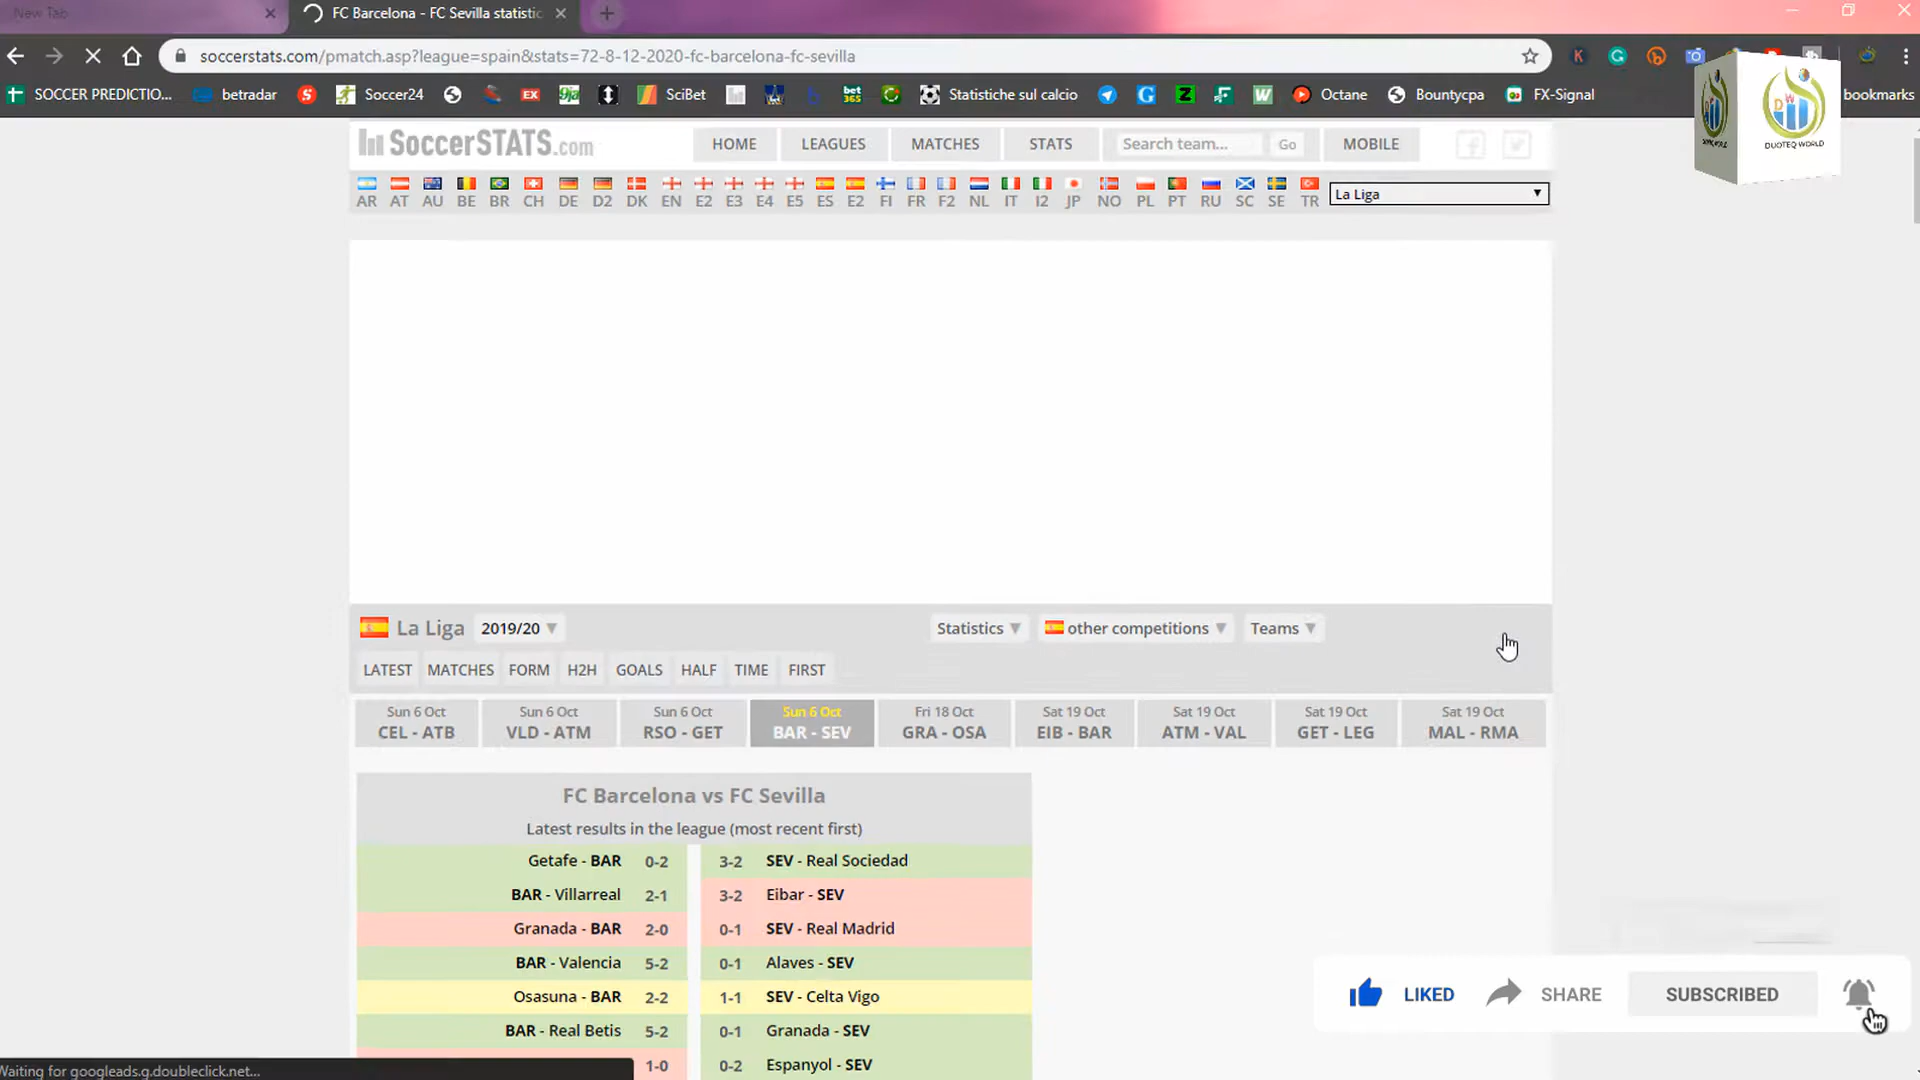 New Tab
FC Barcelona - FC Sevilla statistic
soccerstats.com/pmatch.asp?league=spain&stats=72-8-12-2020-fc-barcelona-fc-sevilla
SOCCER PREDICTIO... betradar Soccer24 EX SciBet bet365 Statistiche sul calcio Octane Bountycpa FX-Signal bookmarks
DUOTEQ WORLD
SoccerSTATS.com HOME LEAGUES MATCHES STATS Search team... Go MOBILE
AR AT AU BE BR CH DE D2 DK EN E2 E3 E4 E5 ES E2 FI FR F2 NL IT I2 JP NO PL PT RU SC SE TR La Liga
La Liga 2019/20 Statistics other competitions Teams
LATEST MATCHES FORM H2H GOALS HALF TIME FIRST
Sun 6 Oct Sun 6 Oct Sun 6 Oct Sun 6 Oct Fri 18 Oct Sat 19 Oct Sat 19 Oct Sat 19 Oct Sat 19 Oct
CEL - ATB VLD - ATM RSO - GET BAR - SEV GRA - OSA EIB - BAR ATM - VAL GET - LEG MAL - RMA
FC Barcelona vs FC Sevilla
Latest results in the league (most recent first)
Getafe - BAR 0-2 3-2 SEV - Real Sociedad
BAR - Villarreal 2-1 3-2 Eibar - SEV
Granada - BAR 2-0 0-1 SEV - Real Madrid
BAR - Valencia 5-2 0-1 Alaves - SEV
Osasuna - BAR 2-2 1-1 SEV - Celta Vigo
BAR - Real Betis 5-2 0-1 Granada - SEV
1-0 0-2 Espanyol - SEV
LIKED SHARE SUBSCRIBED
Waiting for googleads.g.doubleclick.net...